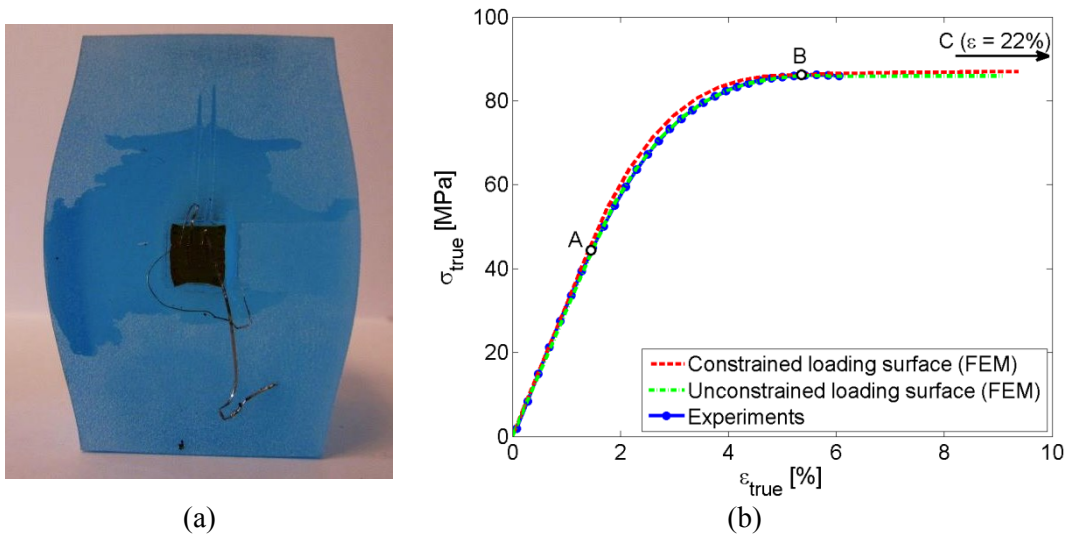 100
80
60
40
20
0
σtrue [MPa]
A
B
C (ε = 22%)
Constrained loading surface (FEM)
Unconstrained loading surface (FEM)
Experiments
0 2 4 6 8 10
εtrue [%]
(a) (b)